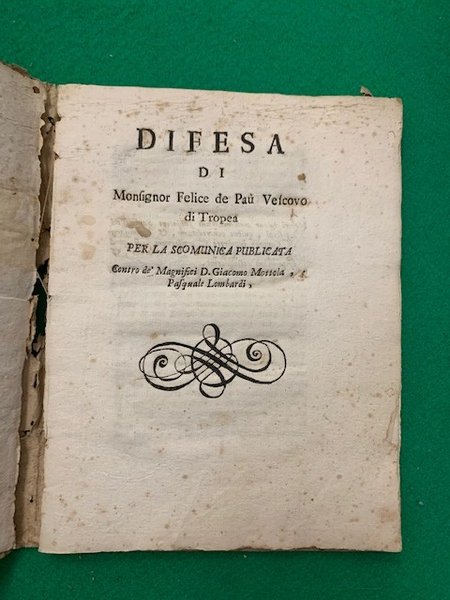 DIFESA
DI
Monſignor Felice de Paù Veſcovo
di Tropea
PER LA SCOMUNICA PUBLICATA
Contro de' Magnifici D. Giacomo Mottola, e
Paſquale Lombardi,